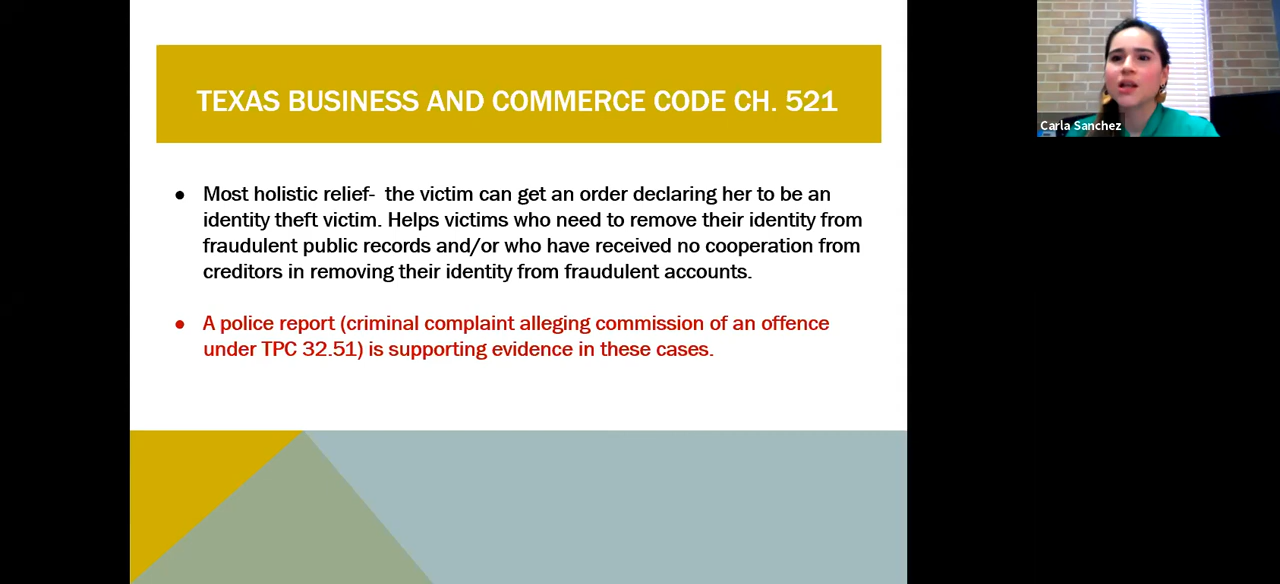 TEXAS BUSINESS AND COMMERCE CODE CH. 521
● Most holistic relief-  the victim can get an order declaring her to be an
identity theft victim. Helps victims who need to remove their identity from
fraudulent public records and/or who have received no cooperation from
creditors in removing their identity from fraudulent accounts.
● A police report (criminal complaint alleging commission of an offence
under TPC 32.51) is supporting evidence in these cases.
Carla Sanchez